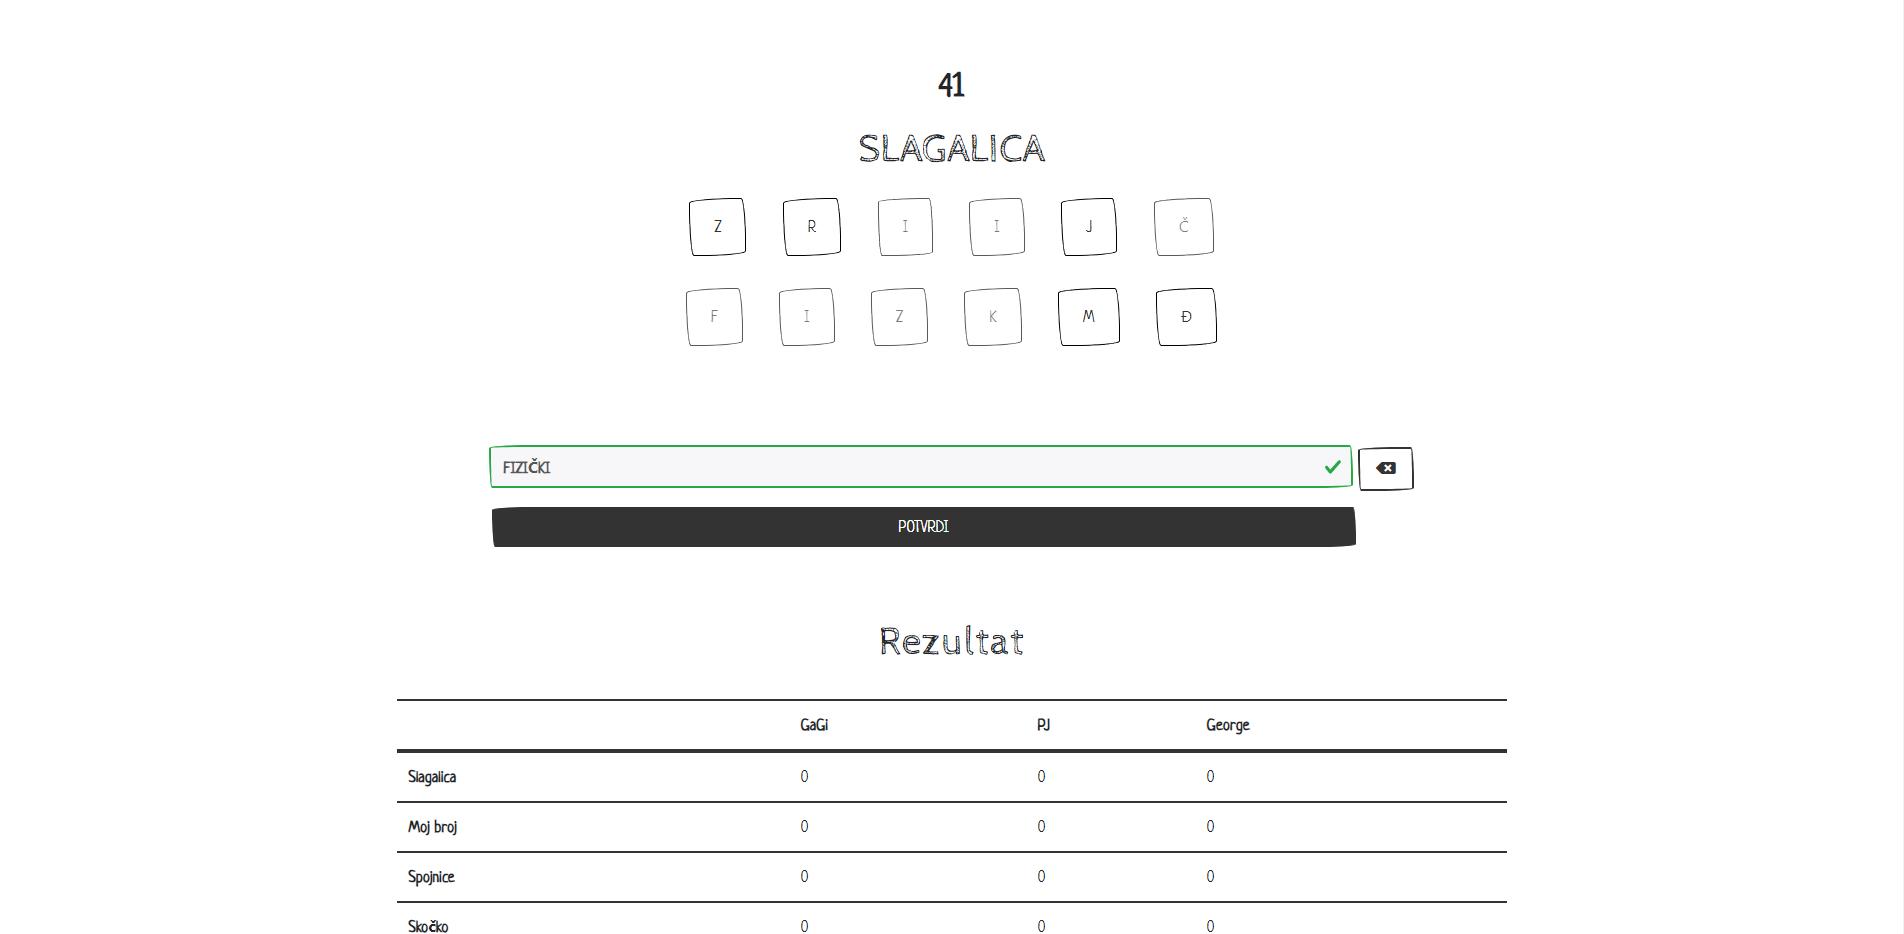 41
SLAGALICA
Z R I I J Č
F I Z K M Đ
FIZIČKI
POTVRDI
Rezultat
GaGi PJ George
Slagalica 0 0 0
Moj broj 0 0 0
Spojnice 0 0 0
Skočko 0 0 0